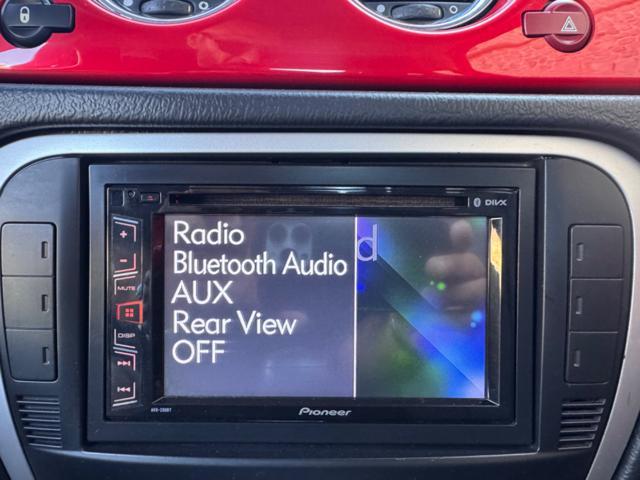 DIVX
Radio
d
Bluetooth Audio
AUX
Rear View
OFF
+
−
MUTE
DISP
Pioneer